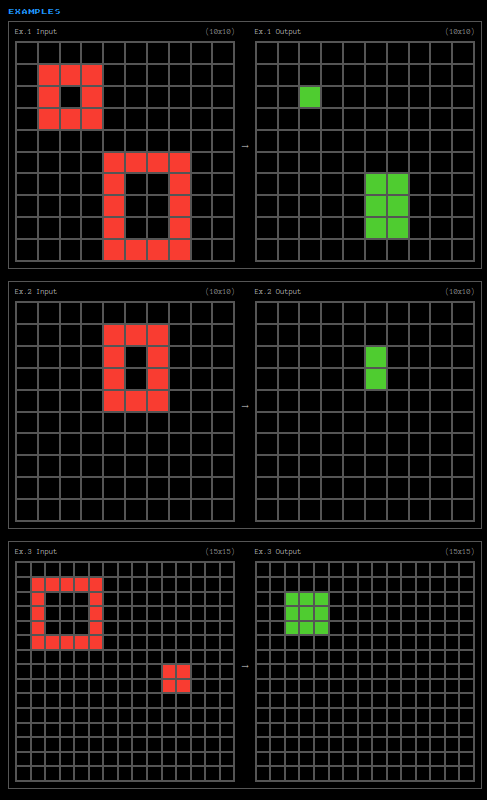 EXAMPLES
Ex.1 Input (10x10)
Ex.1 Output (10x10)
→
Ex.2 Input (10x10)
Ex.2 Output (10x10)
→
Ex.3 Input (15x15)
Ex.3 Output (15x15)
→